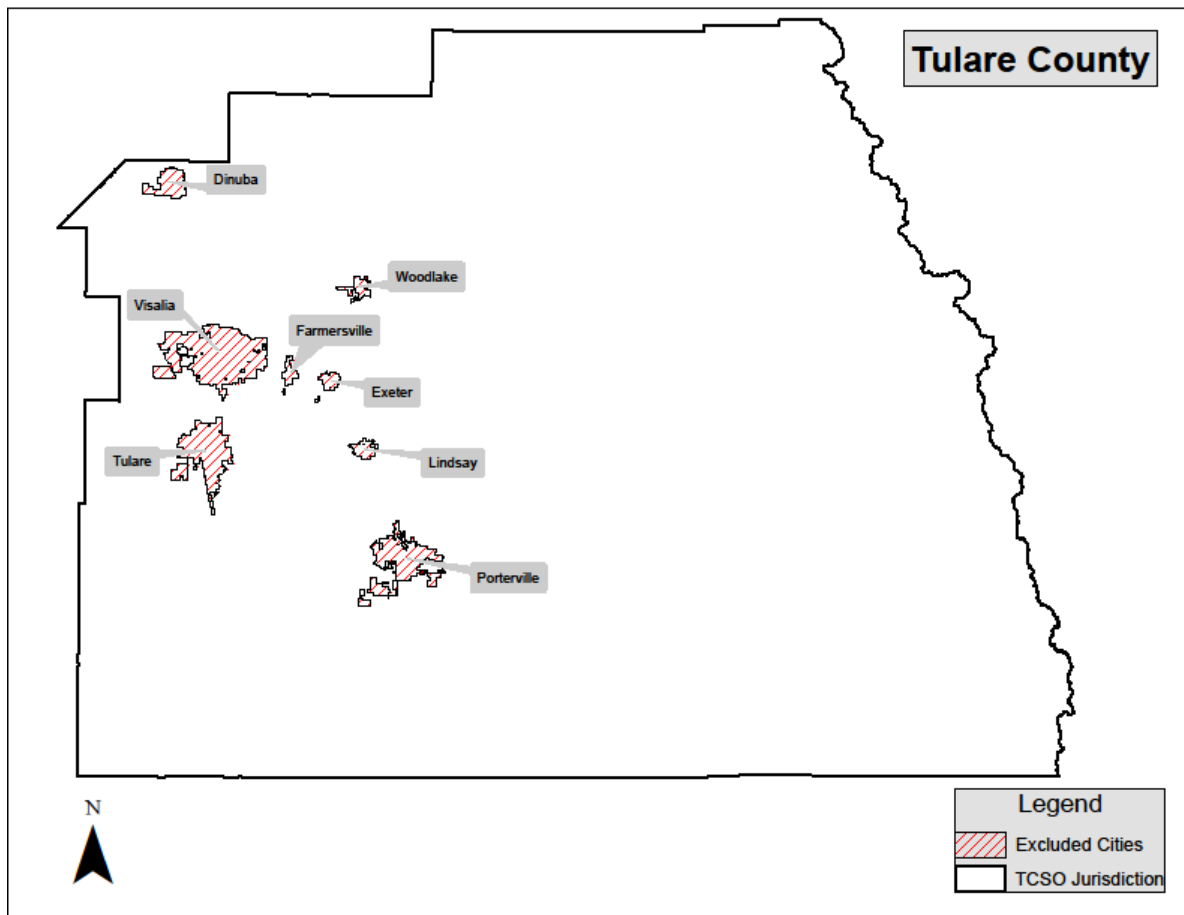 Tulare County
Dinuba
Woodlake
Visalia
Farmersville
Exeter
Tulare
Lindsay
Porterville
N
Legend
Excluded Cities
TCSO Jurisdiction